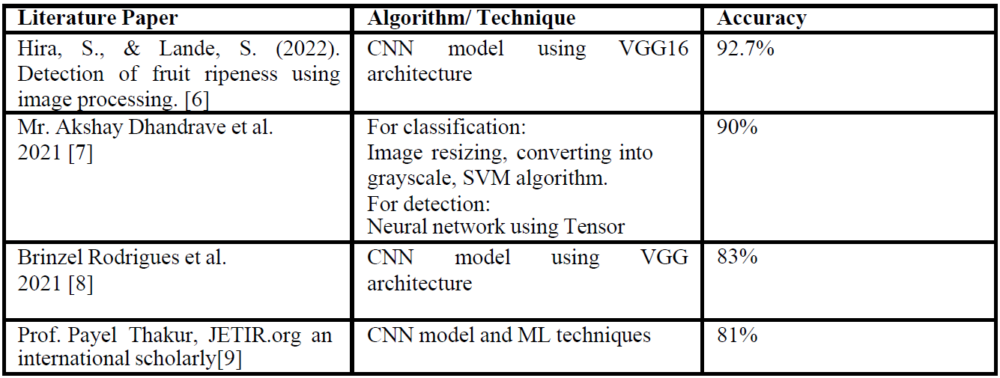 Literature Paper
Algorithm/ Technique
Accuracy
Hira, S., & Lande, S. (2022).
Detection of fruit ripeness using
image processing. [6]
CNN model using VGG16
architecture
92.7%
Mr. Akshay Dhandrave et al.
2021 [7]
For classification:
Image resizing, converting into
grayscale, SVM algorithm.
For detection:
Neural network using Tensor
90%
Brinzel Rodrigues et al.
2021 [8]
CNN model using VGG
architecture
83%
Prof. Payel Thakur, JETIR.org an
international scholarly[9]
CNN model and ML techniques
81%